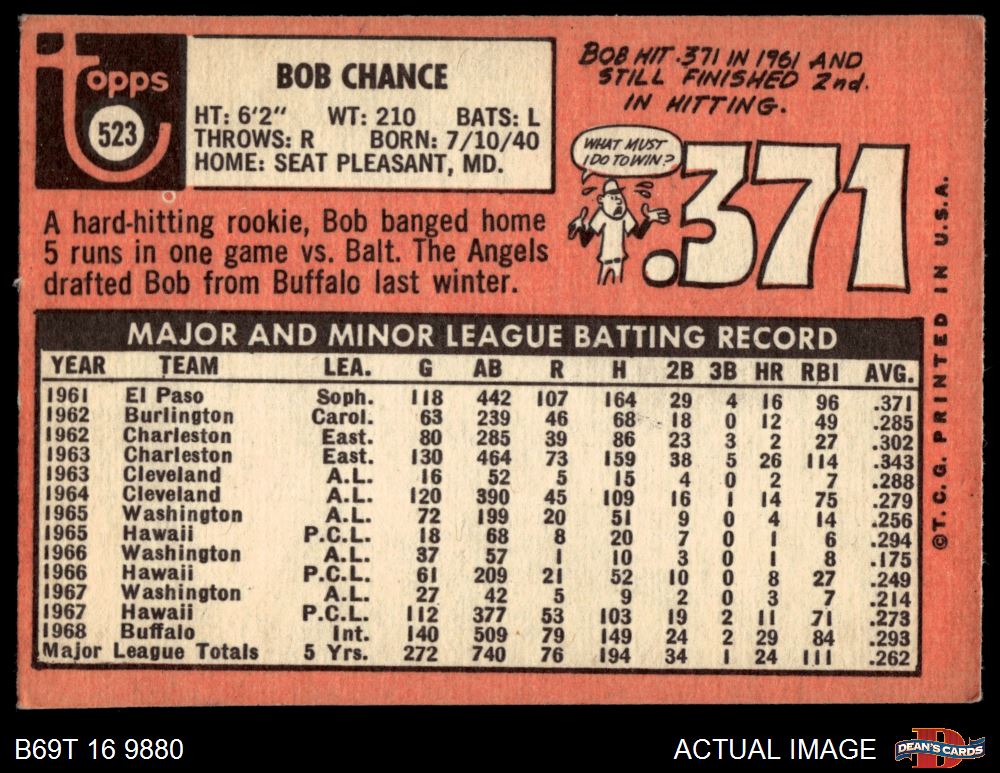 Topps
523
BOB CHANCE
HT: 6'2" WT: 210 BATS: L
THROWS: R BORN: 7/10/40
HOME: SEAT PLEASANT, MD.
BOB HIT .371 IN 1961 AND
STILL FINISHED 2nd.
IN HITTING.
WHAT MUST
I DO TO WIN?
.371
A hard-hitting rookie, Bob banged home
5 runs in one game vs. Balt. The Angels
drafted Bob from Buffalo last winter.
MAJOR AND MINOR LEAGUE BATTING RECORD
YEAR TEAM LEA. G AB R H 2B 3B HR RBI AVG.
1961 El Paso Soph. 118 442 107 164 29 4 16 96 .371
1962 Burlington Carol. 63 239 46 68 18 0 12 49 .285
1962 Charleston East. 80 285 39 86 23 3 2 27 .302
1963 Charleston East. 130 464 73 159 38 5 26 114 .343
1963 Cleveland A.L. 16 52 5 15 4 0 2 7 .288
1964 Cleveland A.L. 120 390 45 109 16 1 14 75 .279
1965 Washington A.L. 72 199 20 51 9 0 4 14 .256
1965 Hawaii P.C.L. 18 68 8 20 7 0 1 6 .294
1966 Washington A.L. 37 57 1 10 3 0 1 8 .175
1966 Hawaii P.C.L. 61 209 21 52 10 0 8 27 .249
1967 Washington A.L. 27 42 5 9 2 0 3 7 .214
1967 Hawaii P.C.L. 112 377 53 103 19 2 11 71 .273
1968 Buffalo Int. 140 509 79 149 24 2 29 84 .293
Major League Totals 5 Yrs. 272 740 76 194 34 1 24 111 .262
©T.C.G. PRINTED IN U.S.A.
B69T 16 9880
ACTUAL IMAGE
D
DEAN'S CARDS